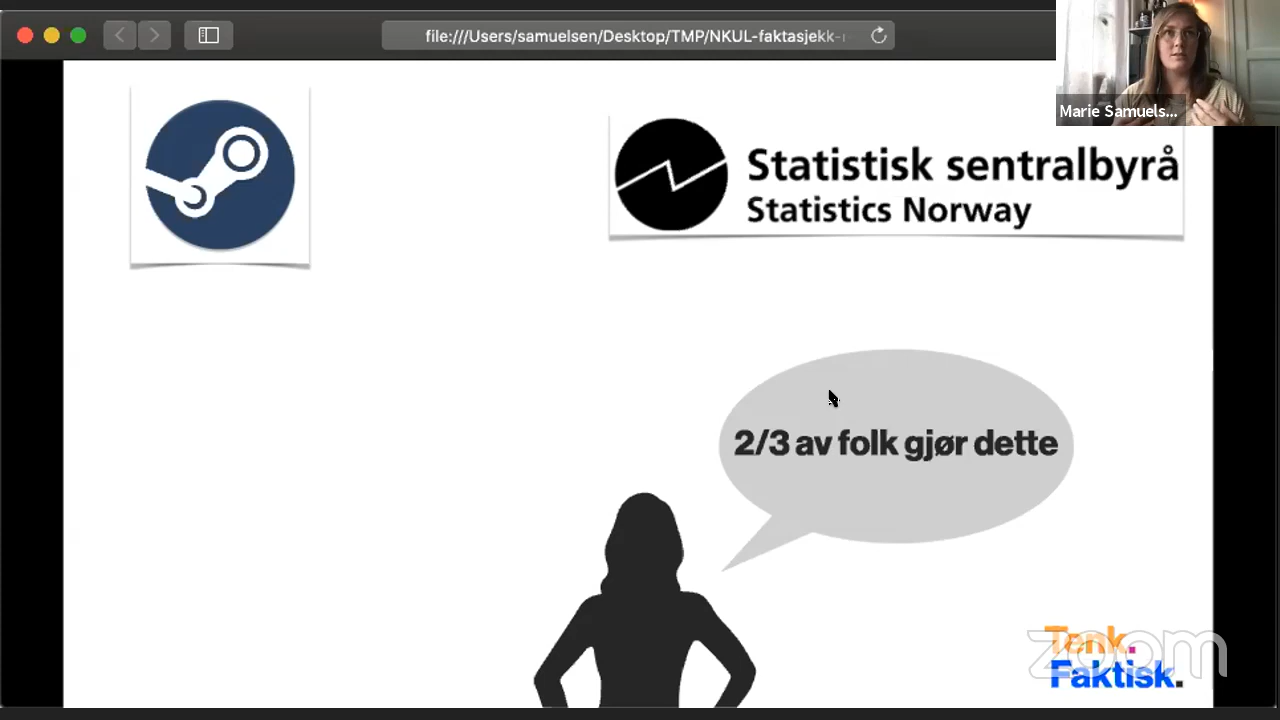 file:///Users/samuelsen/Desktop/TMP/NKUL-faktasjekk-
Marie Samuels...
Statistisk sentralbyrå
Statistics Norway
2/3 av folk gjør dette
Tenk.
Faktisk.
zoom